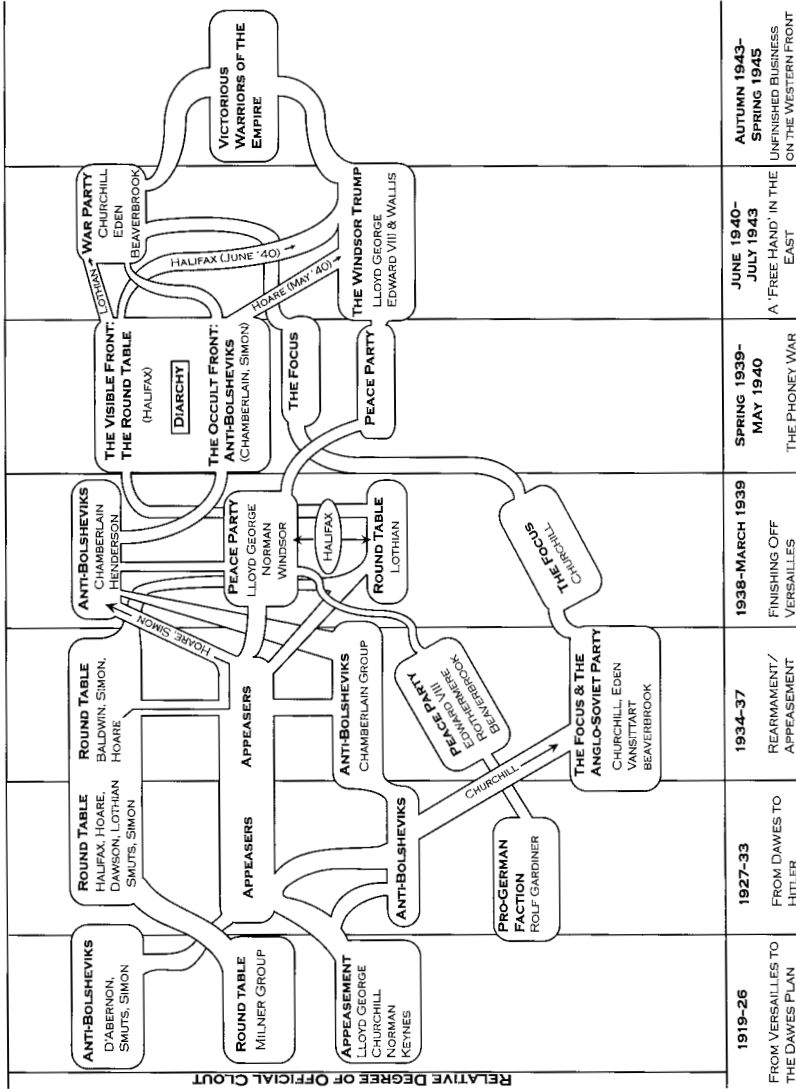 RELATIVE DEGREE OF OFFICIAL CLOUT
ANTI-BOLSHEVIKS
D'ABERNON,
SMUTS, SIMON
ROUND TABLE
MILNER GROUP
APPEASEMENT
LLOYD GEORGE
CHURCHILL
NORMAN
KEYNES
ROUND TABLE
HALIFAX, HOARE,
DAWSON, LOTHIAN
SMUTS, SIMON
APPEASERS
ANTI-BOLSHEVIKS
PRO-GERMAN
FACTION
ROLF GARDINER
CHURCHILL
ROUND TABLE
BALDWIN, SIMON,
HOARE
APPEASERS
ANTI-BOLSHEVIKS
CHAMBERLAIN GROUP
PEACE PARTY
EDWARD VIII
ROTHERMERE
BEAVERBROOK
THE FOCUS & THE
ANGLO-SOVIET PARTY
CHURCHILL, EDEN
VANSITTART
BEAVERBROOK
HOARE, SIMON
ANTI-BOLSHEVIKS
CHAMBERLAIN
HENDERSON
PEACE PARTY
LLOYD GEORGE
NORMAN
WINDSOR
HALIFAX
ROUND TABLE
LOTHIAN
THE FOCUS
CHURCHILL
THE VISIBLE FRONT:
THE ROUND TABLE
(HALIFAX)
DIARCHY
THE OCCULT FRONT:
ANTI-BOLSHEVIKS
(CHAMBERLAIN, SIMON)
THE FOCUS
PEACE PARTY
LOTHIAN
HALIFAX (JUNE '40)
HOARE (MAY '40)
WAR PARTY
CHURCHILL
EDEN
BEAVERBROOK
THE WINDSOR TRUMP
LLOYD GEORGE
EDWARD VIII & WALLIS
VICTORIOUS
WARRIORS OF THE
EMPIRE
1919-26
FROM VERSAILLES TO
THE DAWES PLAN
1927-33
FROM DAWES TO
HITLER
1934-37
REARMAMENT/
APPEASEMENT
1938-MARCH 1939
FINISHING OFF
VERSAILLES
SPRING 1939-
MAY 1940
THE PHONEY WAR
JUNE 1940-
JULY 1943
A 'FREE HAND' IN THE
EAST
AUTUMN 1943-
SPRING 1945
UNFINISHED BUSINESS
ON THE WESTERN FRONT